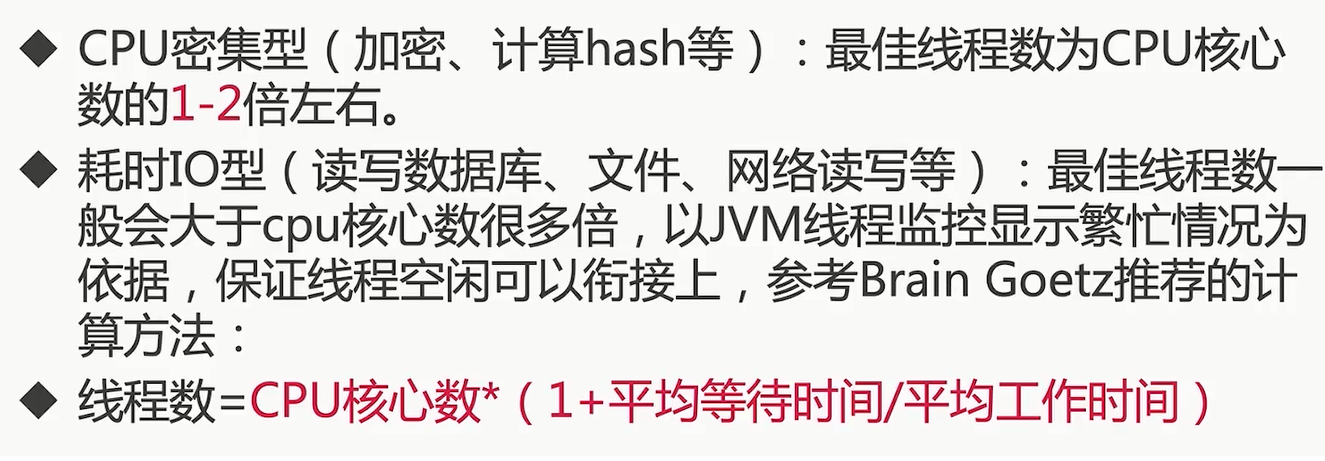 ◆ CPU密集型（加密、计算hash等）：最佳线程数为CPU核心
数的1-2倍左右。
◆ 耗时IO型（读写数据库、文件、网络读写等）：最佳线程数一
般会大于cpu核心数很多倍，以JVM线程监控显示繁忙情况为
依据，保证线程空闲可以衔接上，参考Brain Goetz推荐的计
算方法：
◆ 线程数=CPU核心数*（1+平均等待时间/平均工作时间）